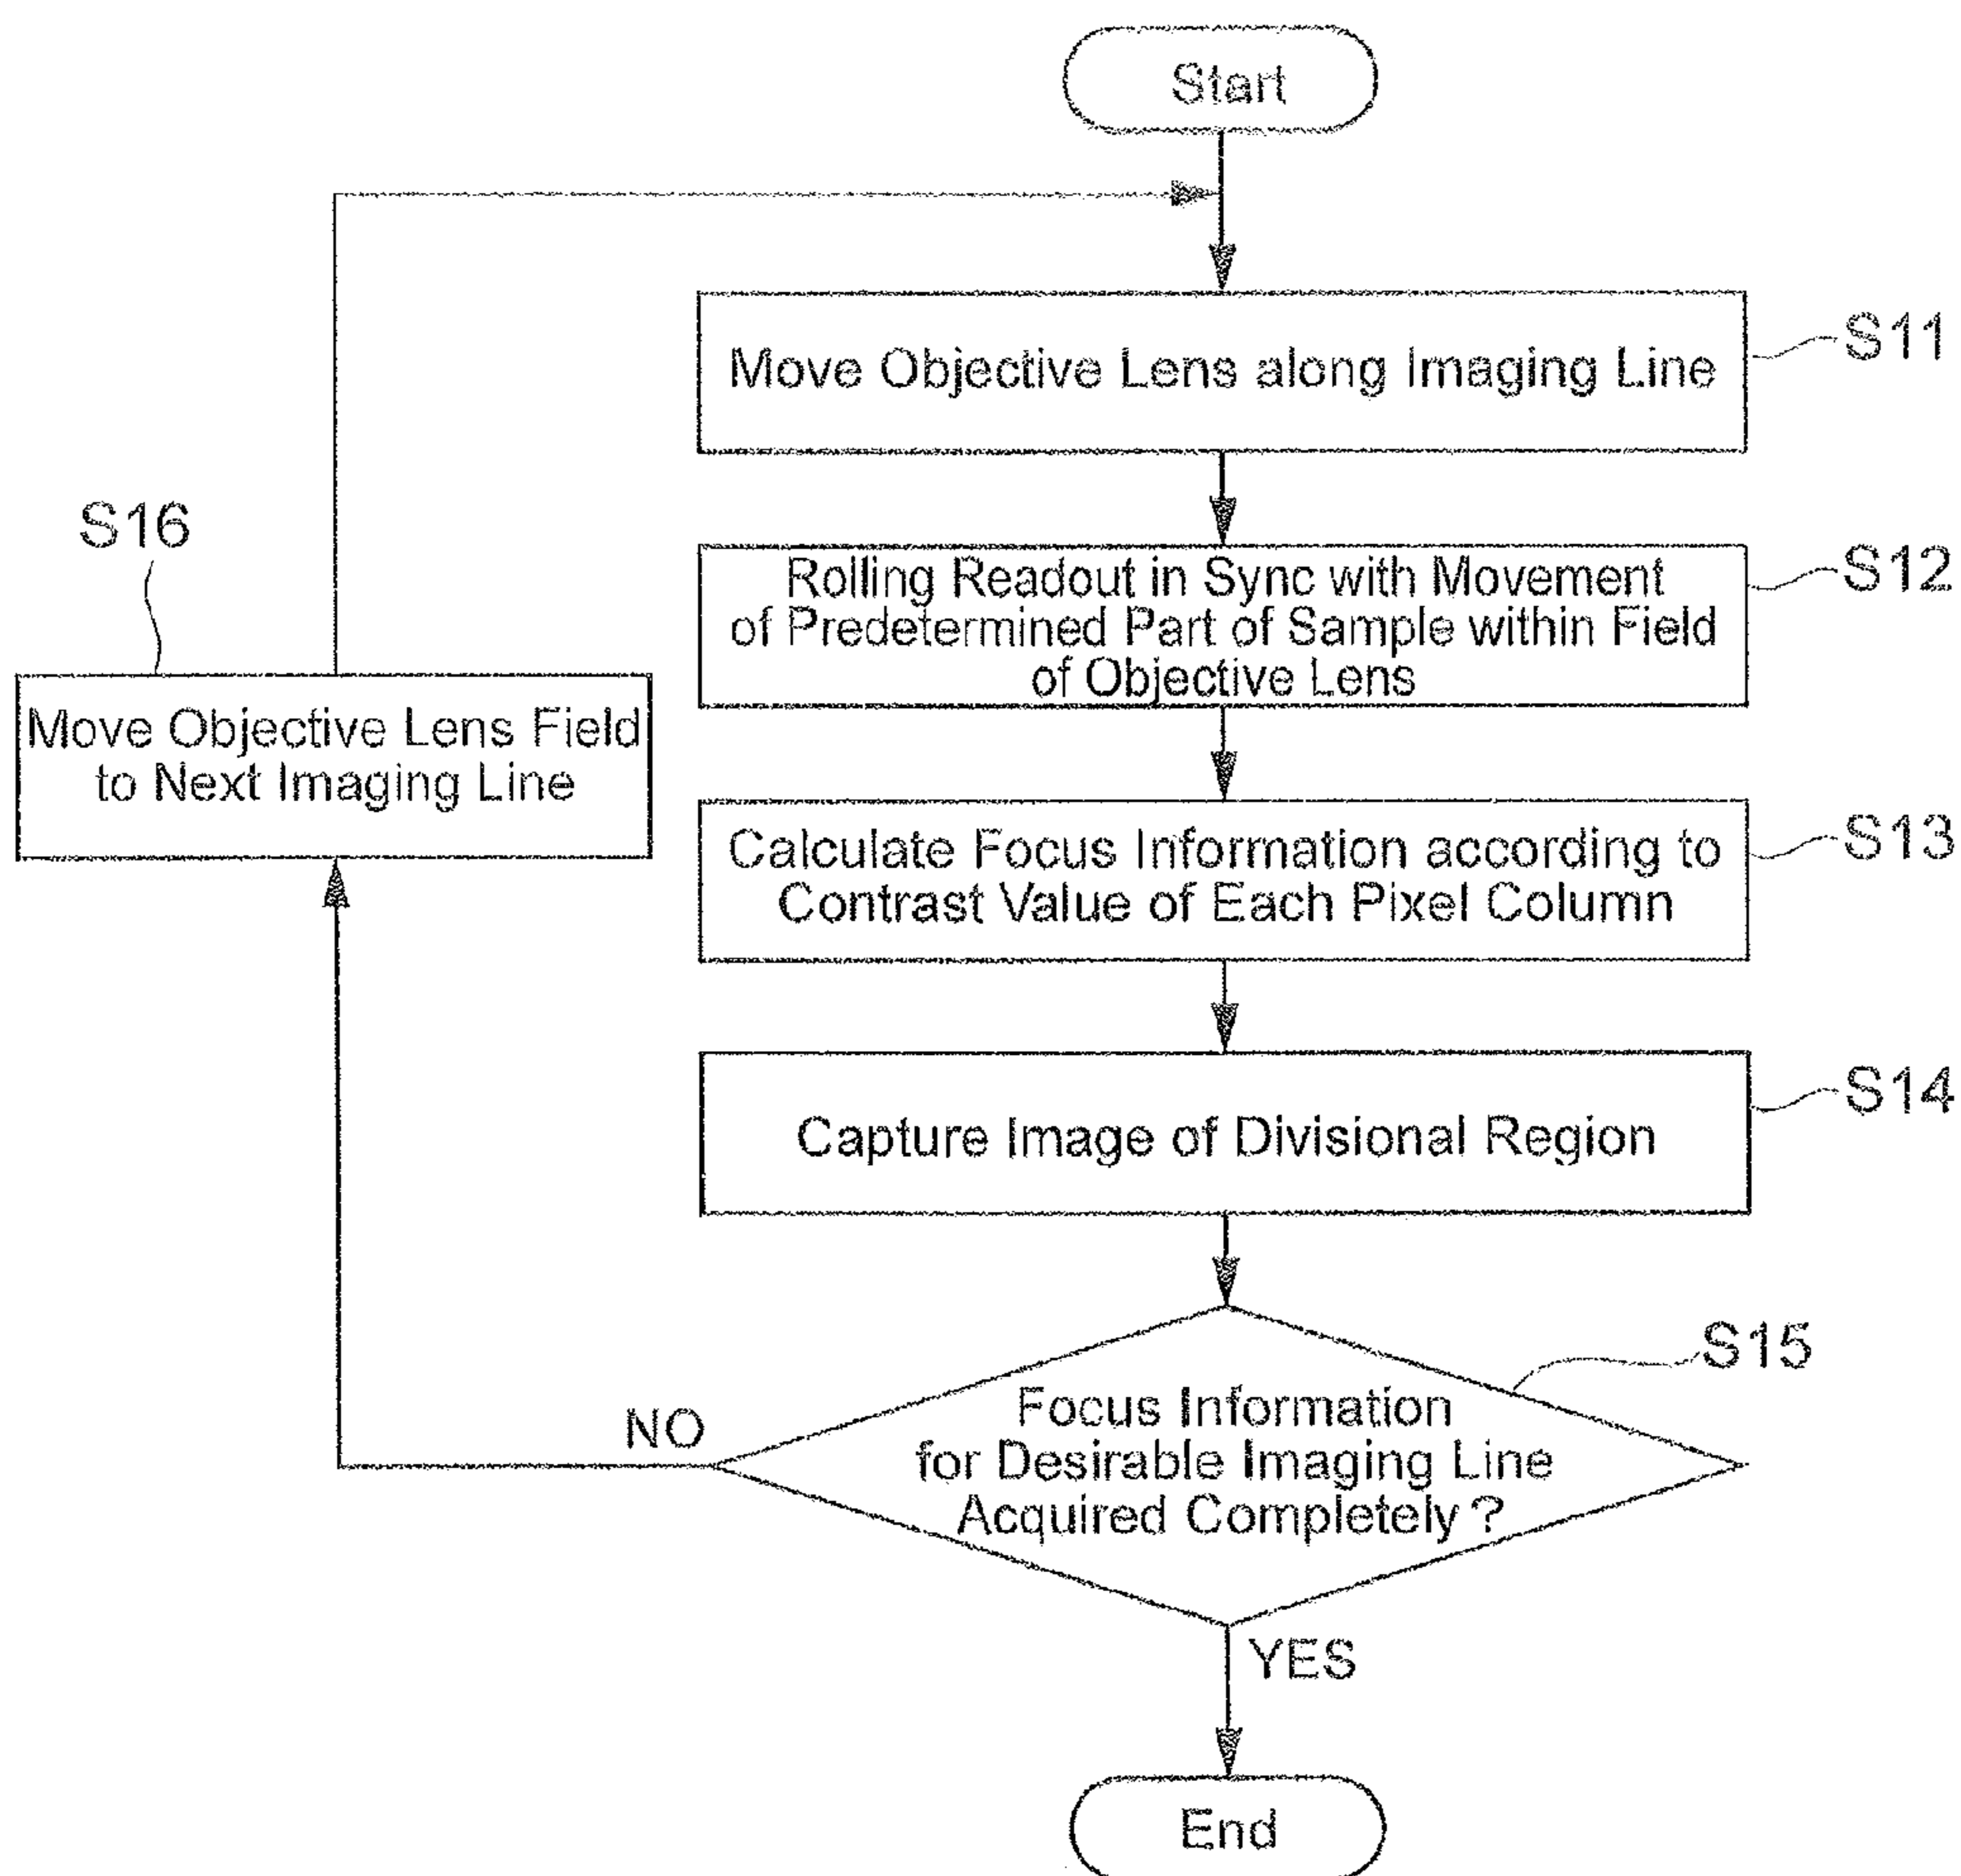 Start
Move Objective Lens along Imaging Line
S11
Rolling Readout in Sync with Movement
of Predetermined Part of Sample within Field
of Objective Lens
S12
S16
Move Objective Lens Field
to Next Imaging Line
Calculate Focus Information according to
Contrast Value of Each Pixel Column
S13
Capture Image of Divisional Region
S14
S15
Focus Information
for Desirable Imaging Line
Acquired Completely ?
NO
YES
End